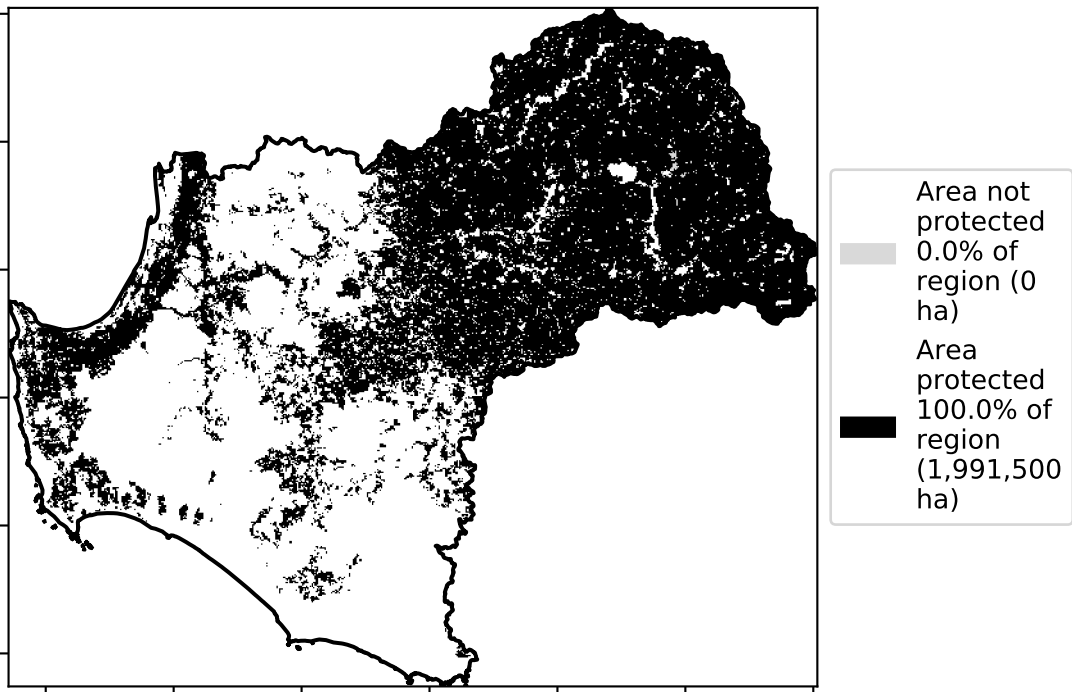 Area not
protected
0.0% of
region (0
ha)
Area
protected
100.0% of
region
(1,991,500
ha)